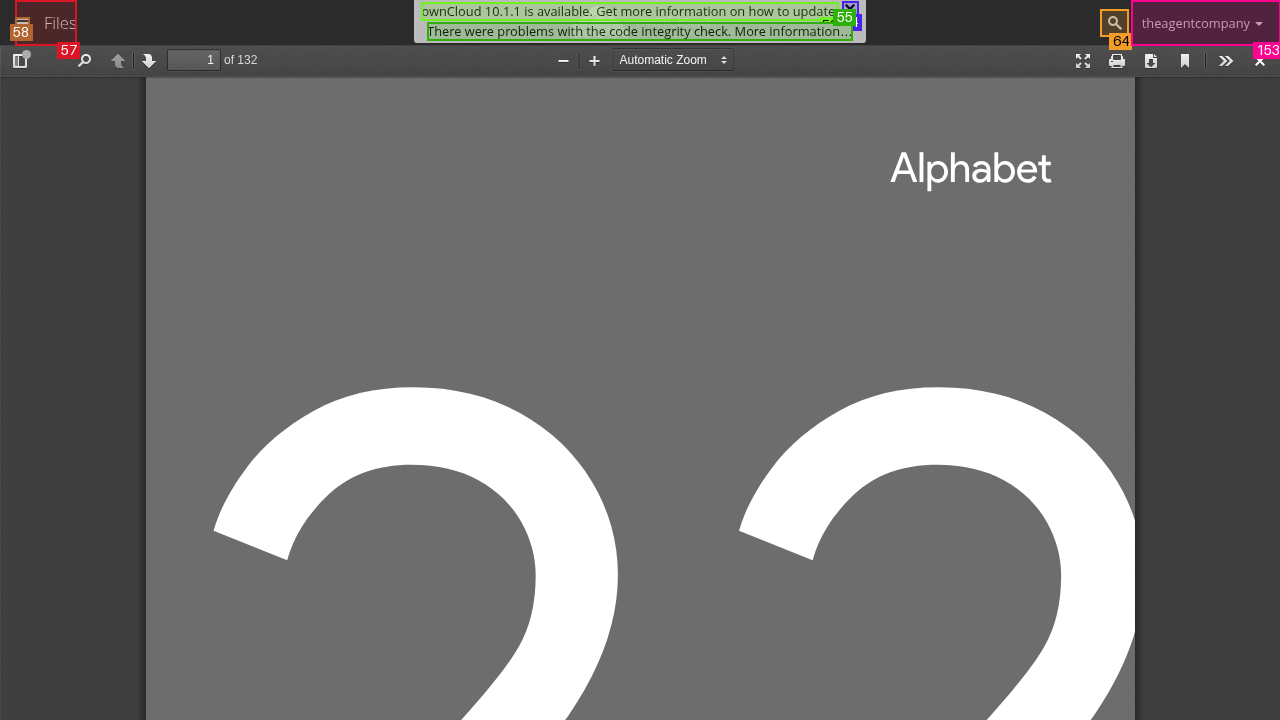 Files
ownCloud 10.1.1 is available. Get more information on how to update
There were problems with the code integrity check. More information...
theagentcompany
58
57
55
64
153
1 of 132
Automatic Zoom
Alphabet
22